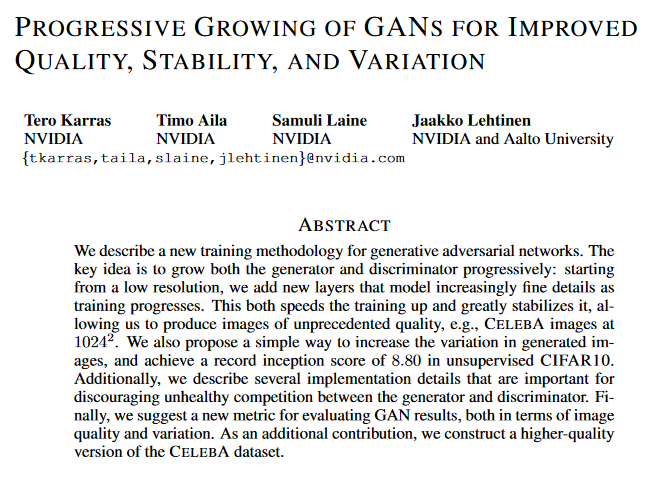 PROGRESSIVE GROWING OF GANS FOR IMPROVED
QUALITY, STABILITY, AND VARIATION
Tero Karras Timo Aila Samuli Laine Jaakko Lehtinen
NVIDIA NVIDIA NVIDIA NVIDIA and Aalto University
{tkarras,taila,slaine,jlehtinen}@nvidia.com
ABSTRACT
We describe a new training methodology for generative adversarial networks. The
key idea is to grow both the generator and discriminator progressively: starting
from a low resolution, we add new layers that model increasingly fine details as
training progresses. This both speeds the training up and greatly stabilizes it, al-
lowing us to produce images of unprecedented quality, e.g., CELEBA images at
1024². We also propose a simple way to increase the variation in generated im-
ages, and achieve a record inception score of 8.80 in unsupervised CIFAR10.
Additionally, we describe several implementation details that are important for
discouraging unhealthy competition between the generator and discriminator. Fi-
nally, we suggest a new metric for evaluating GAN results, both in terms of image
quality and variation. As an additional contribution, we construct a higher-quality
version of the CELEBA dataset.